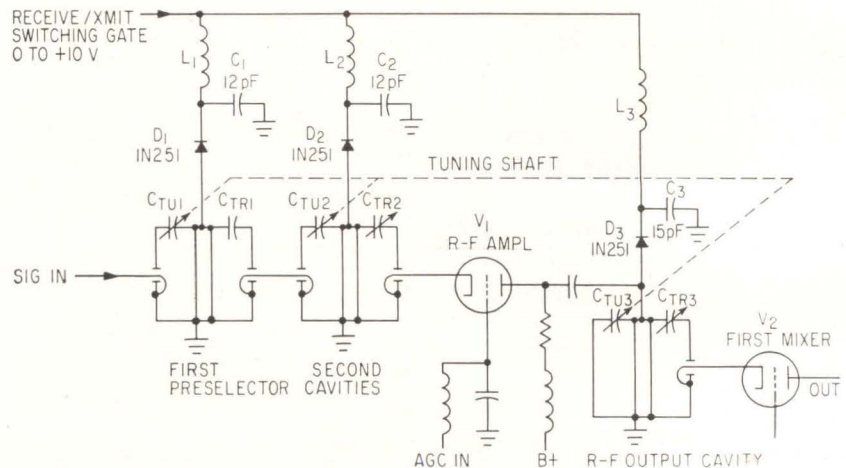 RECEIVE/XMIT
SWITCHING GATE
0 TO +10 V
L1
C1
12pF
L2
C2
12pF
L3
D1
1N251
D2
1N251
TUNING SHAFT
CTU1
CTR1
CTU2
CTR2
V1
R-F AMPL
D3
1N251
C3
15pF
SIG IN
CTU3
CTR3
V2
FIRST MIXER
OUT
FIRST
PRESELECTOR
SECOND
CAVITIES
AGC IN
B+
R-F OUTPUT CAVITY